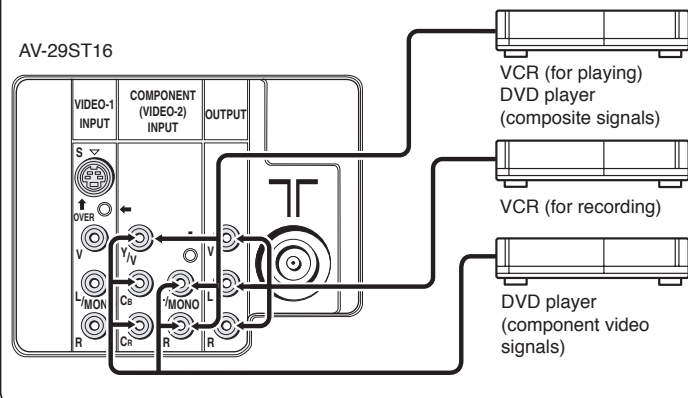 AV-29ST16
VIDEO-1
INPUT
COMPONENT
(VIDEO-2)
INPUT
OUTPUT
S
OVER
V
Y/V
V
L/MON
CB
/MONO
L
R
CR
R
R
VCR (for playing)
DVD player
(composite signals)
VCR (for recording)
DVD player
(component video
signals)